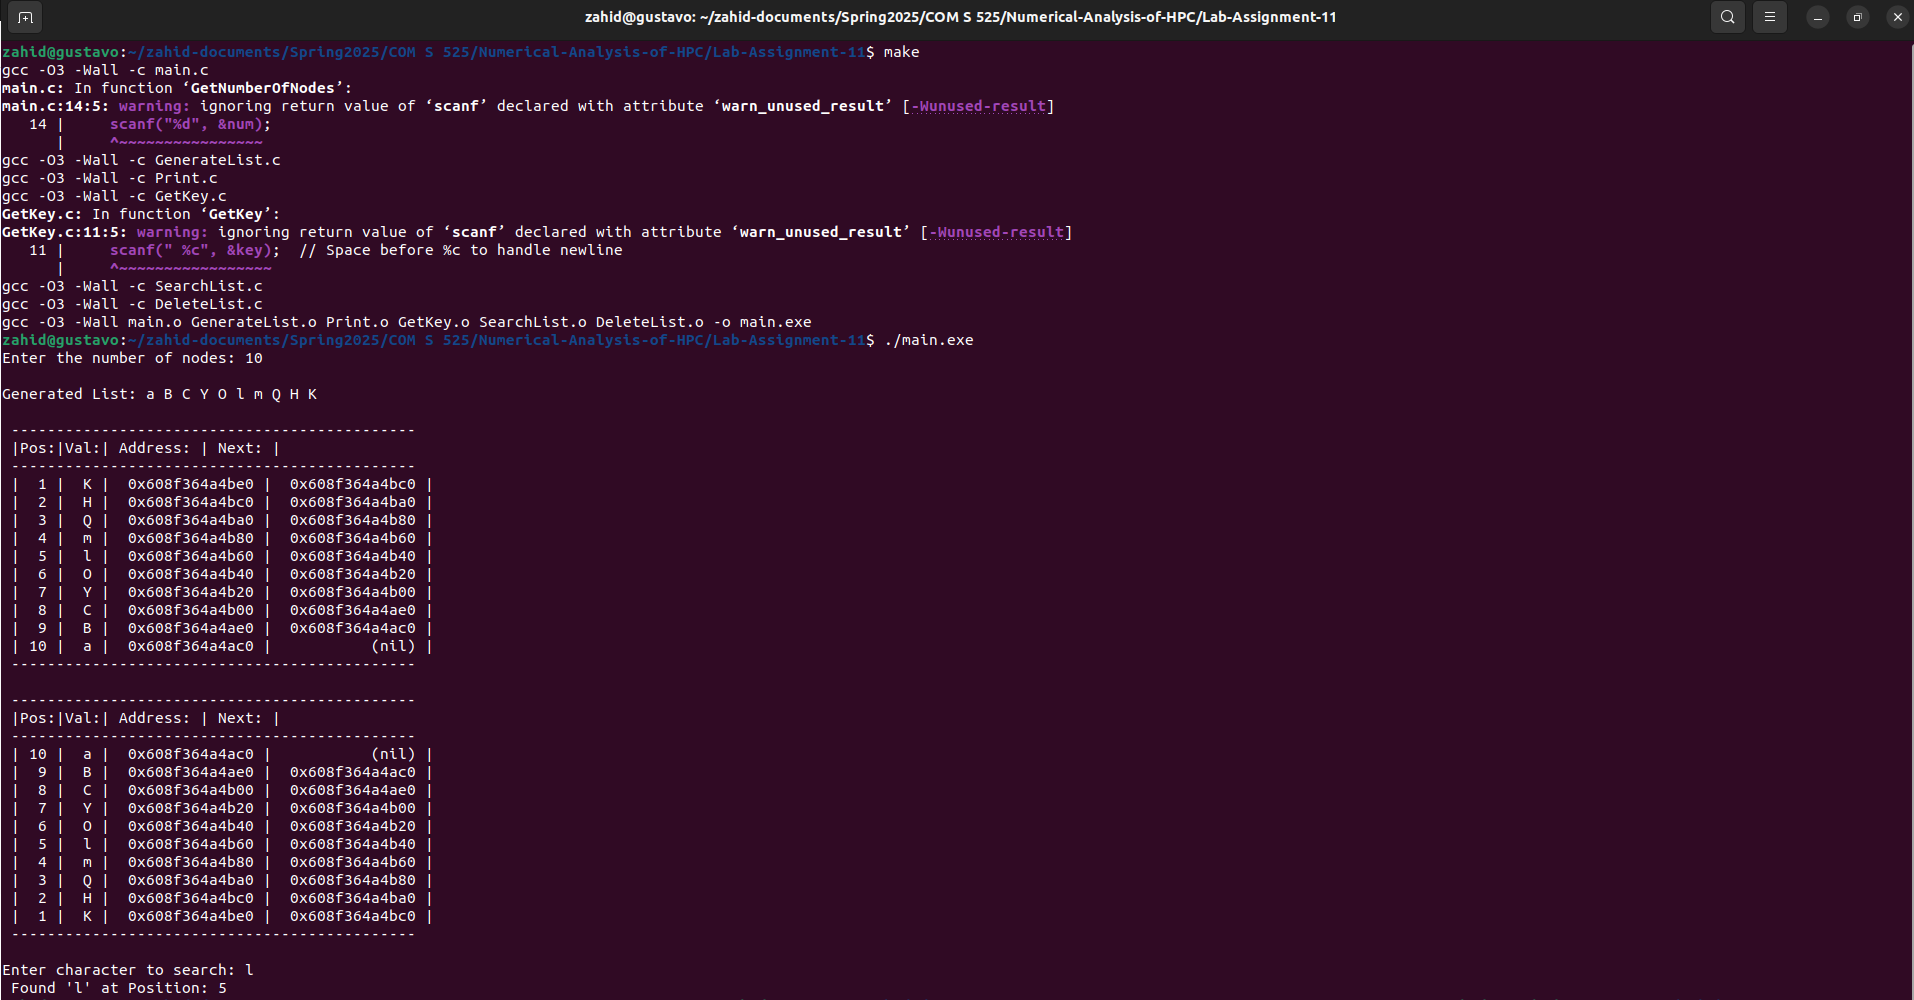 zahid@gustavo: ~/zahid-documents/Spring2025/COM S 525/Numerical-Analysis-of-HPC/Lab-Assignment-11
zahid@gustavo:~/zahid-documents/Spring2025/COM S 525/Numerical-Analysis-of-HPC/Lab-Assignment-11$ make
gcc -O3 -Wall -c main.c
main.c: In function ‘GetNumberOfNodes’:
main.c:14:5: warning: ignoring return value of ‘scanf’ declared with attribute ‘warn_unused_result’ [-Wunused-result]
   14 |     scanf("%d", &num);
      |     ^~~~~~~~~~~~~~~~~
gcc -O3 -Wall -c GenerateList.c
gcc -O3 -Wall -c Print.c
gcc -O3 -Wall -c GetKey.c
GetKey.c: In function ‘GetKey’:
GetKey.c:11:5: warning: ignoring return value of ‘scanf’ declared with attribute ‘warn_unused_result’ [-Wunused-result]
   11 |     scanf(" %c", &key);  // Space before %c to handle newline
      |     ^~~~~~~~~~~~~~~~~~
gcc -O3 -Wall -c SearchList.c
gcc -O3 -Wall -c DeleteList.c
gcc -O3 -Wall main.o GenerateList.o Print.o GetKey.o SearchList.o DeleteList.o -o main.exe
zahid@gustavo:~/zahid-documents/Spring2025/COM S 525/Numerical-Analysis-of-HPC/Lab-Assignment-11$ ./main.exe
Enter the number of nodes: 10

Generated List: a B C Y O l m Q H K

 ---------------------------------------------
 |Pos:|Val:| Address: | Next: |
 ---------------------------------------------
 |  1 |  K |  0x608f364a4be0 |  0x608f364a4bc0 |
 |  2 |  H |  0x608f364a4bc0 |  0x608f364a4ba0 |
 |  3 |  Q |  0x608f364a4ba0 |  0x608f364a4b80 |
 |  4 |  m |  0x608f364a4b80 |  0x608f364a4b60 |
 |  5 |  l |  0x608f364a4b60 |  0x608f364a4b40 |
 |  6 |  O |  0x608f364a4b40 |  0x608f364a4b20 |
 |  7 |  Y |  0x608f364a4b20 |  0x608f364a4b00 |
 |  8 |  C |  0x608f364a4b00 |  0x608f364a4ae0 |
 |  9 |  B |  0x608f364a4ae0 |  0x608f364a4ac0 |
 | 10 |  a |  0x608f364a4ac0 |           (nil) |
 ---------------------------------------------

 ---------------------------------------------
 |Pos:|Val:| Address: | Next: |
 ---------------------------------------------
 | 10 |  a |  0x608f364a4ac0 |           (nil) |
 |  9 |  B |  0x608f364a4ae0 |  0x608f364a4ac0 |
 |  8 |  C |  0x608f364a4b00 |  0x608f364a4ae0 |
 |  7 |  Y |  0x608f364a4b20 |  0x608f364a4b00 |
 |  6 |  O |  0x608f364a4b40 |  0x608f364a4b20 |
 |  5 |  l |  0x608f364a4b60 |  0x608f364a4b40 |
 |  4 |  m |  0x608f364a4b80 |  0x608f364a4b60 |
 |  3 |  Q |  0x608f364a4ba0 |  0x608f364a4b80 |
 |  2 |  H |  0x608f364a4bc0 |  0x608f364a4ba0 |
 |  1 |  K |  0x608f364a4be0 |  0x608f364a4bc0 |
 ---------------------------------------------

Enter character to search: l
 Found 'l' at Position: 5